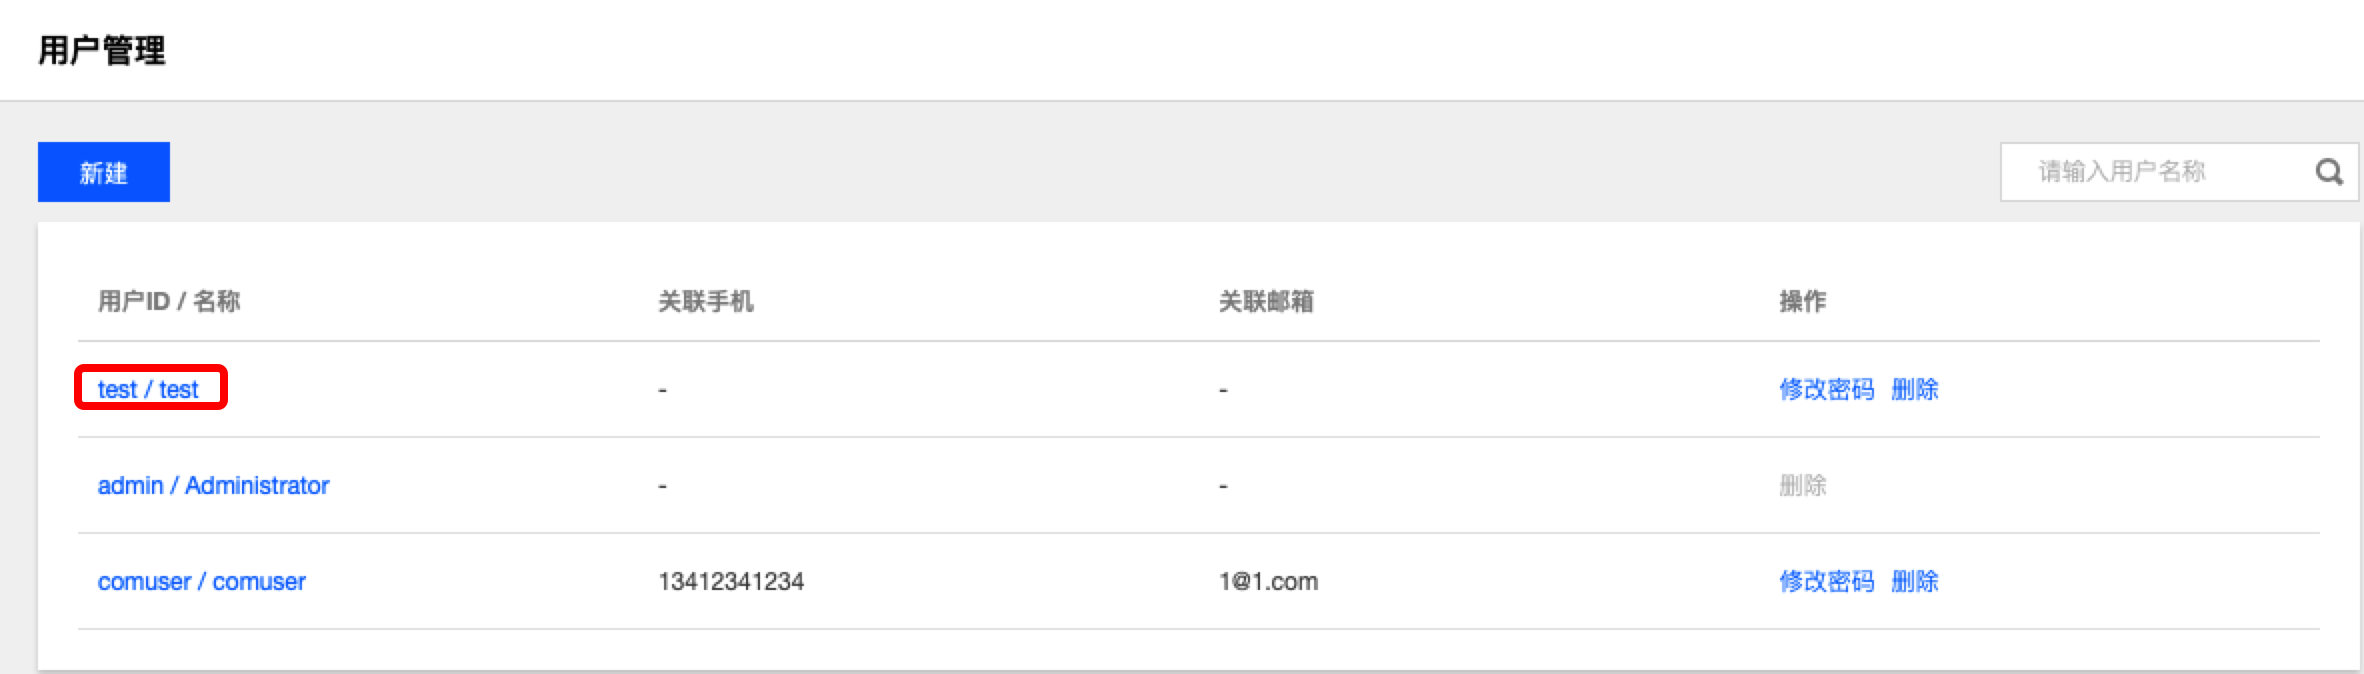 用户管理
新建
请输入用户名称
用户ID / 名称 关联手机 关联邮箱 操作
test / test - - 修改密码 删除
admin / Administrator - - 删除
comuser / comuser 13412341234 1@1.com 修改密码 删除